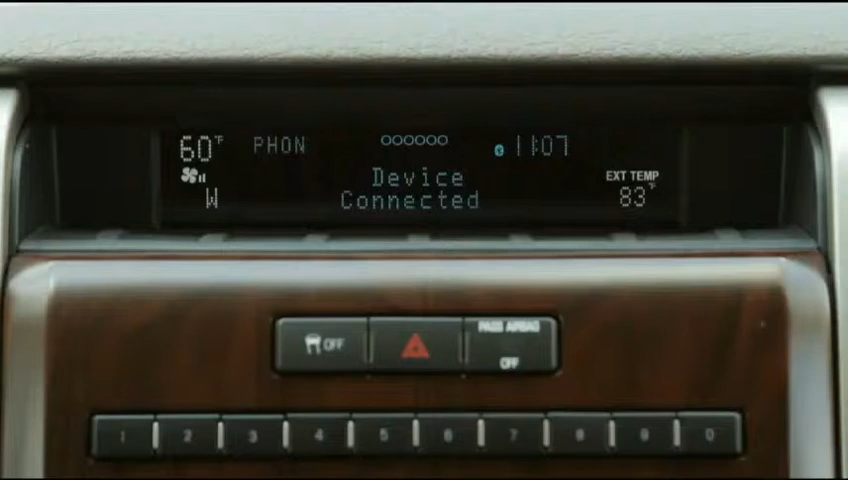 60°F PHON 11:07
Device
Connected
W
EXT TEMP
83°F
OFF
PASS AIRBAG
OFF
1 2 3 4 5 6 7 8 9 0